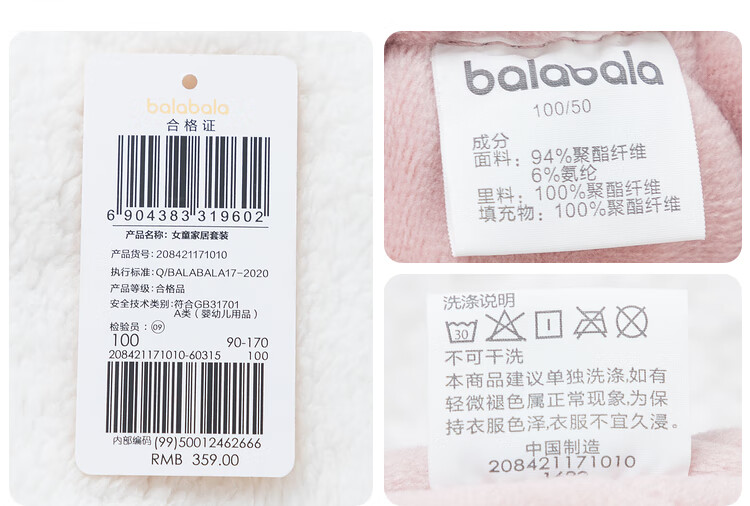 balabala
合格证
6 904383 319602
产品名称: 女童家居套装
产品货号: 208421171010
执行标准: Q/BALABALA17-2020
产品等级: 合格品
安全技术类别: 符合GB31701
A类 ( 婴幼儿用品 )
检验员 : 09
100 90-170
208421171010-60315 100
内部编码 (99)50012462666
RMB 359.00
balabala
100/50
成分
面料: 94%聚酯纤维
6%氨纶
里料: 100%聚酯纤维
填充物: 100%聚酯纤维
洗涤说明
30
不可干洗
本商品建议单独洗涤,如有
轻微褪色属正常现象,为保
持衣服色泽,衣服不宜久浸。
中国制造
208421171010